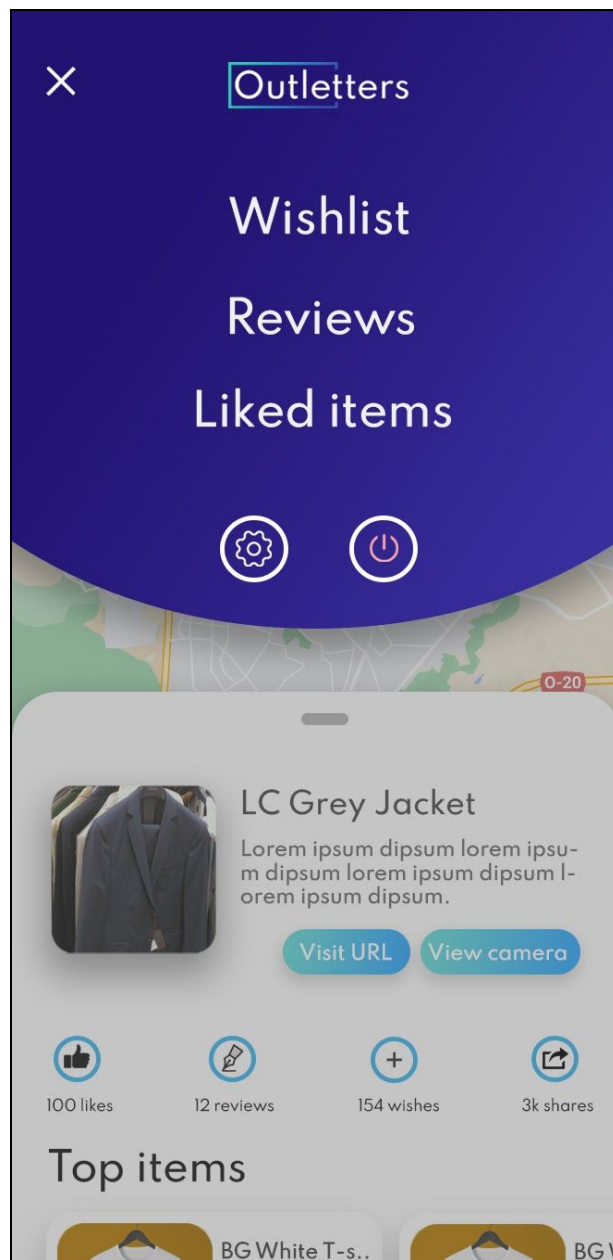 Outletters
Wishlist
Reviews
Liked items
O-20
LC Grey Jacket
Lorem ipsum dipsum lorem ipsu-
m dipsum lorem ipsum dipsum l-
orem ipsum dipsum.
Visit URL View camera
100 likes 12 reviews 154 wishes 3k shares
Top items
BG White T-s.. BG